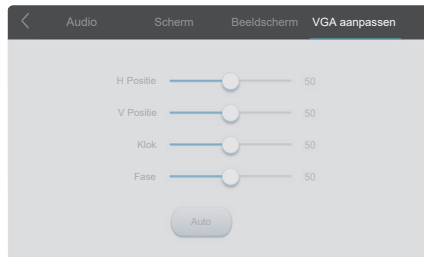 Audio Scherm Beeldscherm VGA aanpassen
H Positie 50
V Positie 50
Klok 50
Fase 50
Auto